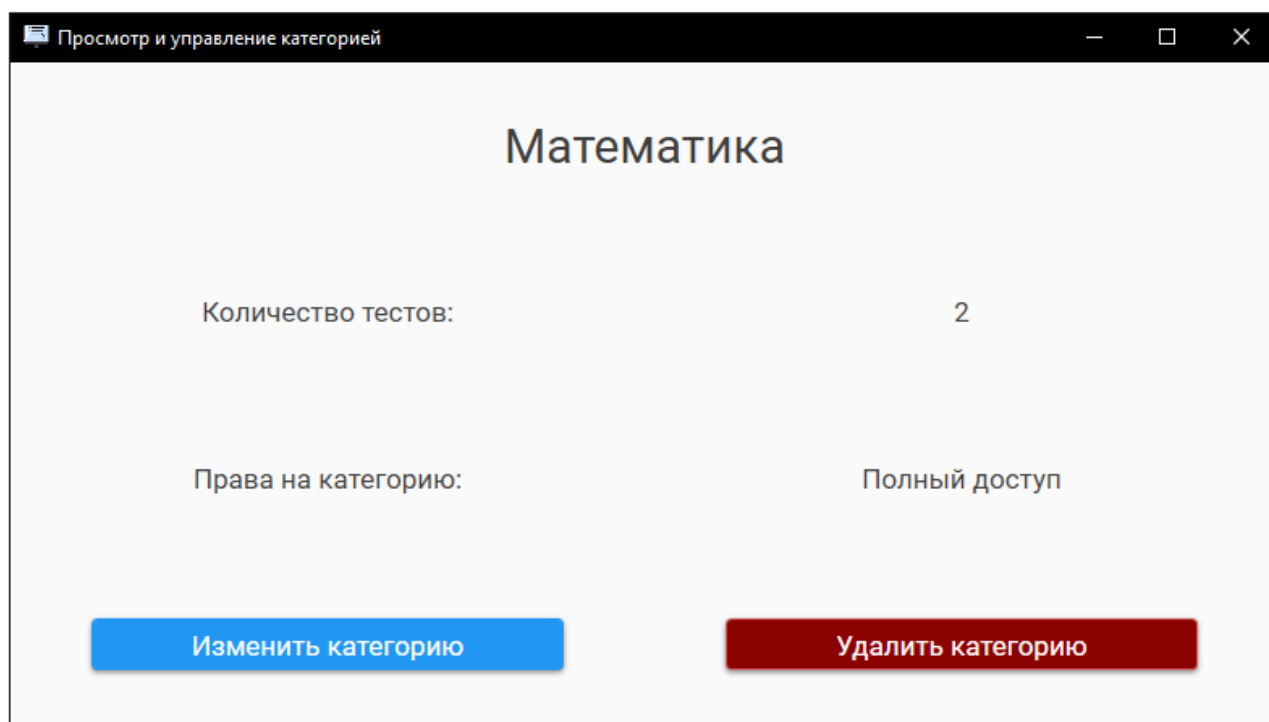 Просмотр и управление категорией
Математика
Количество тестов: 2
Права на категорию: Полный доступ
Изменить категорию Удалить категорию